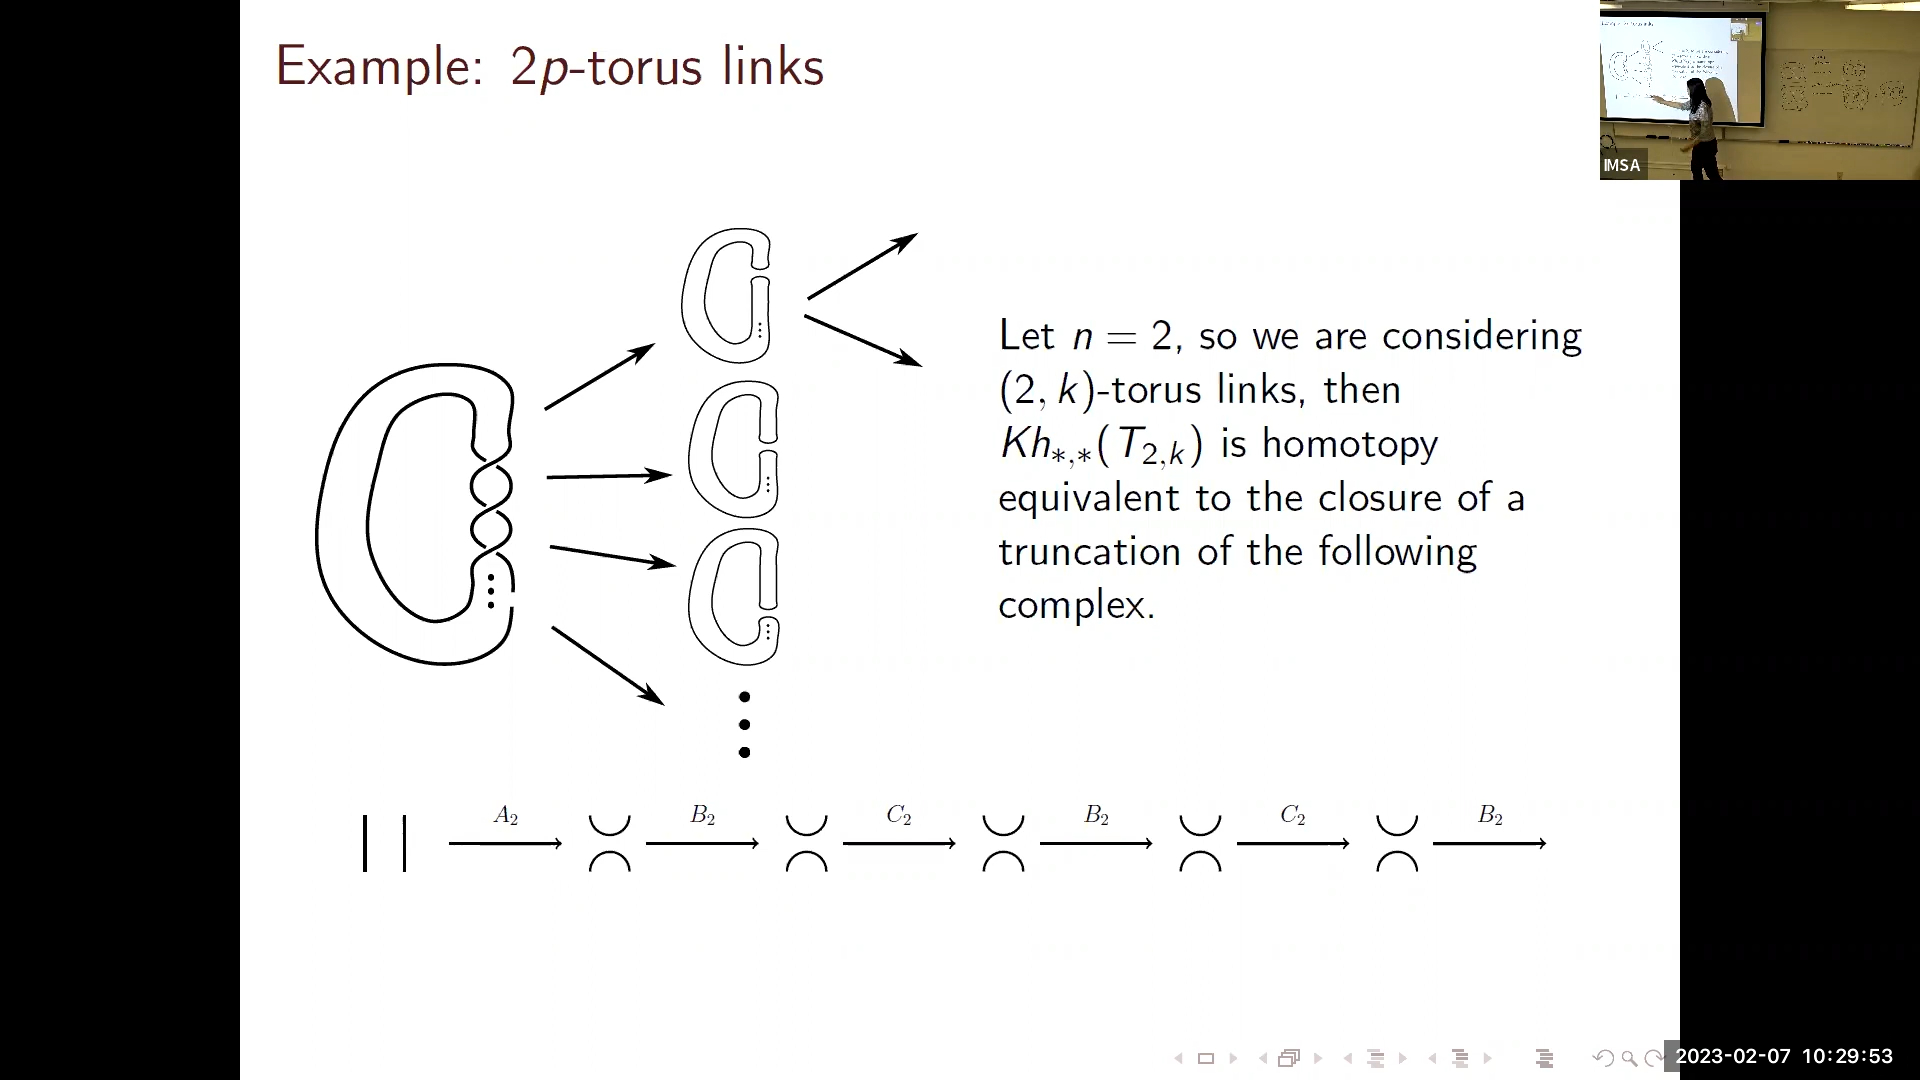 Example: 2p-torus links
IMSA
Let n = 2, so we are considering
(2, k)-torus links, then
Kh∗,∗(T2,k) is homotopy
equivalent to the closure of a
truncation of the following
complex.
A2 B2 C2 B2 C2 B2
2023-02-07 10:29:53